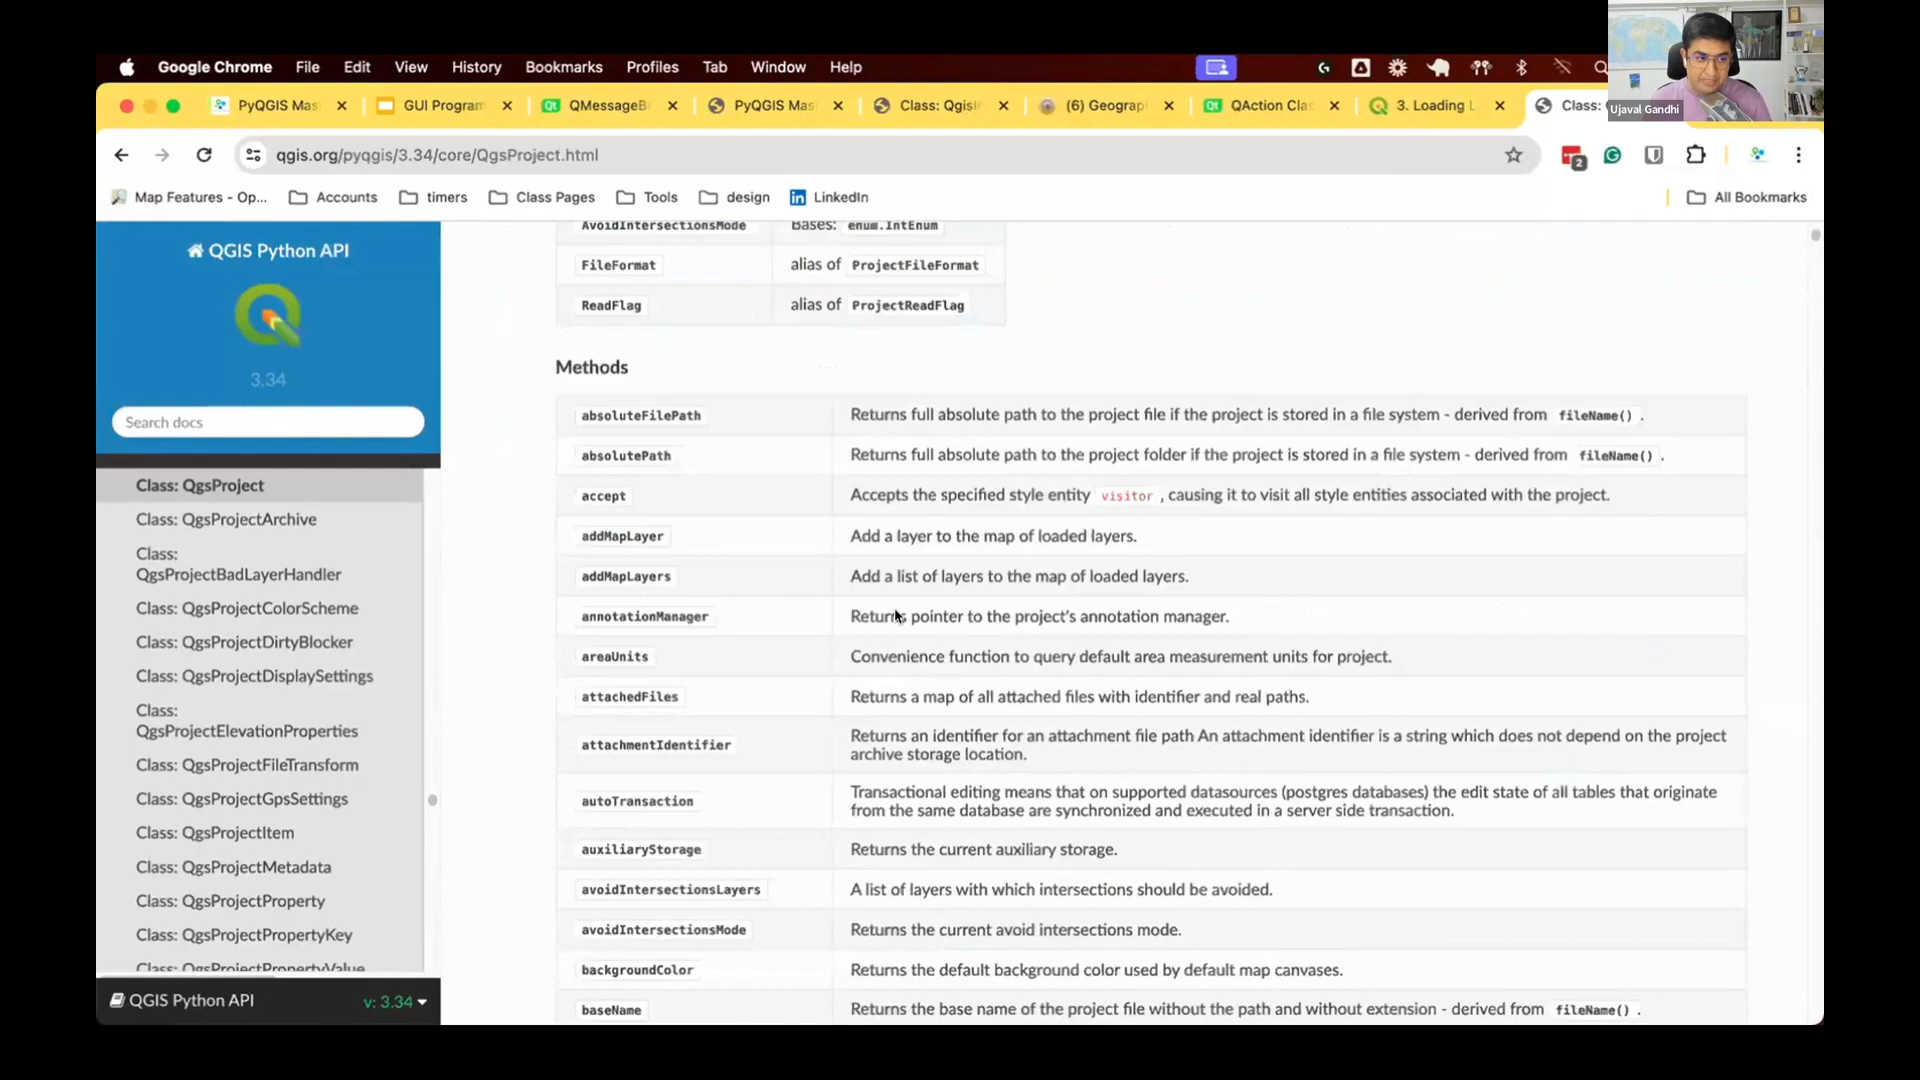 Google Chrome File Edit View History Bookmarks Profiles Tab Window Help
Ujaval Gandhi
PyQGIS Mas
GUI Program
QMessageB
PyQGIS Mas
Class: QgisIn
(6) Geograp
QAction Clas
3. Loading L
Class:
qgis.org/pyqgis/3.34/core/QgsProject.html
2
Map Features - Op...
Accounts
timers
Class Pages
Tools
design
LinkedIn
All Bookmarks
QGIS Python API
3.34
Search docs
Class: QgsProject
Class: QgsProjectArchive
Class:
QgsProjectBadLayerHandler
Class: QgsProjectColorScheme
Class: QgsProjectDirtyBlocker
Class: QgsProjectDisplaySettings
Class:
QgsProjectElevationProperties
Class: QgsProjectFileTransform
Class: QgsProjectGpsSettings
Class: QgsProjectItem
Class: QgsProjectMetadata
Class: QgsProjectProperty
Class: QgsProjectPropertyKey
Class: QgsProjectPropertyValue
QGIS Python API v: 3.34
AvoidIntersectionsMode Bases: enum.IntEnum
FileFormat alias of ProjectFileFormat
ReadFlag alias of ProjectReadFlag
Methods
absoluteFilePath Returns full absolute path to the project file if the project is stored in a file system - derived from fileName() .
absolutePath Returns full absolute path to the project folder if the project is stored in a file system - derived from fileName() .
accept Accepts the specified style entity visitor , causing it to visit all style entities associated with the project.
addMapLayer Add a layer to the map of loaded layers.
addMapLayers Add a list of layers to the map of loaded layers.
annotationManager Returns pointer to the project's annotation manager.
areaUnits Convenience function to query default area measurement units for project.
attachedFiles Returns a map of all attached files with identifier and real paths.
attachmentIdentifier Returns an identifier for an attachment file path An attachment identifier is a string which does not depend on the project
archive storage location.
autoTransaction Transactional editing means that on supported datasources (postgres databases) the edit state of all tables that originate
from the same database are synchronized and executed in a server side transaction.
auxiliaryStorage Returns the current auxiliary storage.
avoidIntersectionsLayers A list of layers with which intersections should be avoided.
avoidIntersectionsMode Returns the current avoid intersections mode.
backgroundColor Returns the default background color used by default map canvases.
baseName Returns the base name of the project file without the path and without extension - derived from fileName() .